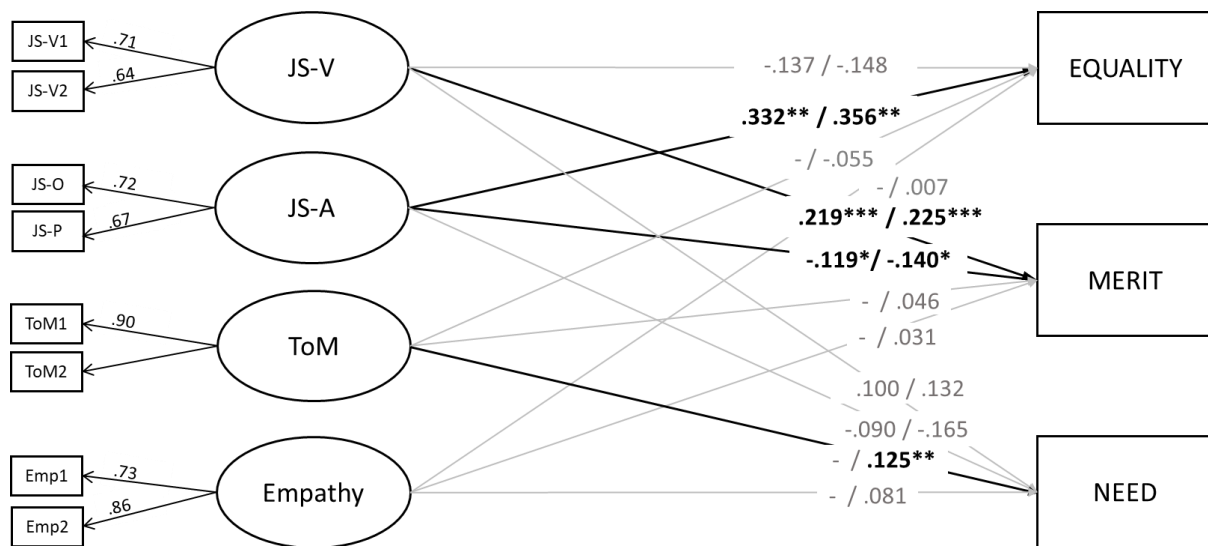 JS-V1
.71
JS-V2
.64
JS-V
-.137 / -.148
EQUALITY
.332** / .356**
- / -.055
JS-O
.72
JS-P
.67
JS-A
- / .007
.219*** / .225***
-.119*/ -.140*
MERIT
- / .046
- / .031
ToM1
.90
ToM2
ToM
.100 / .132
-.090 / -.165
- / .125**
- / .081
NEED
Emp1
.73
Emp2
.86
Empathy